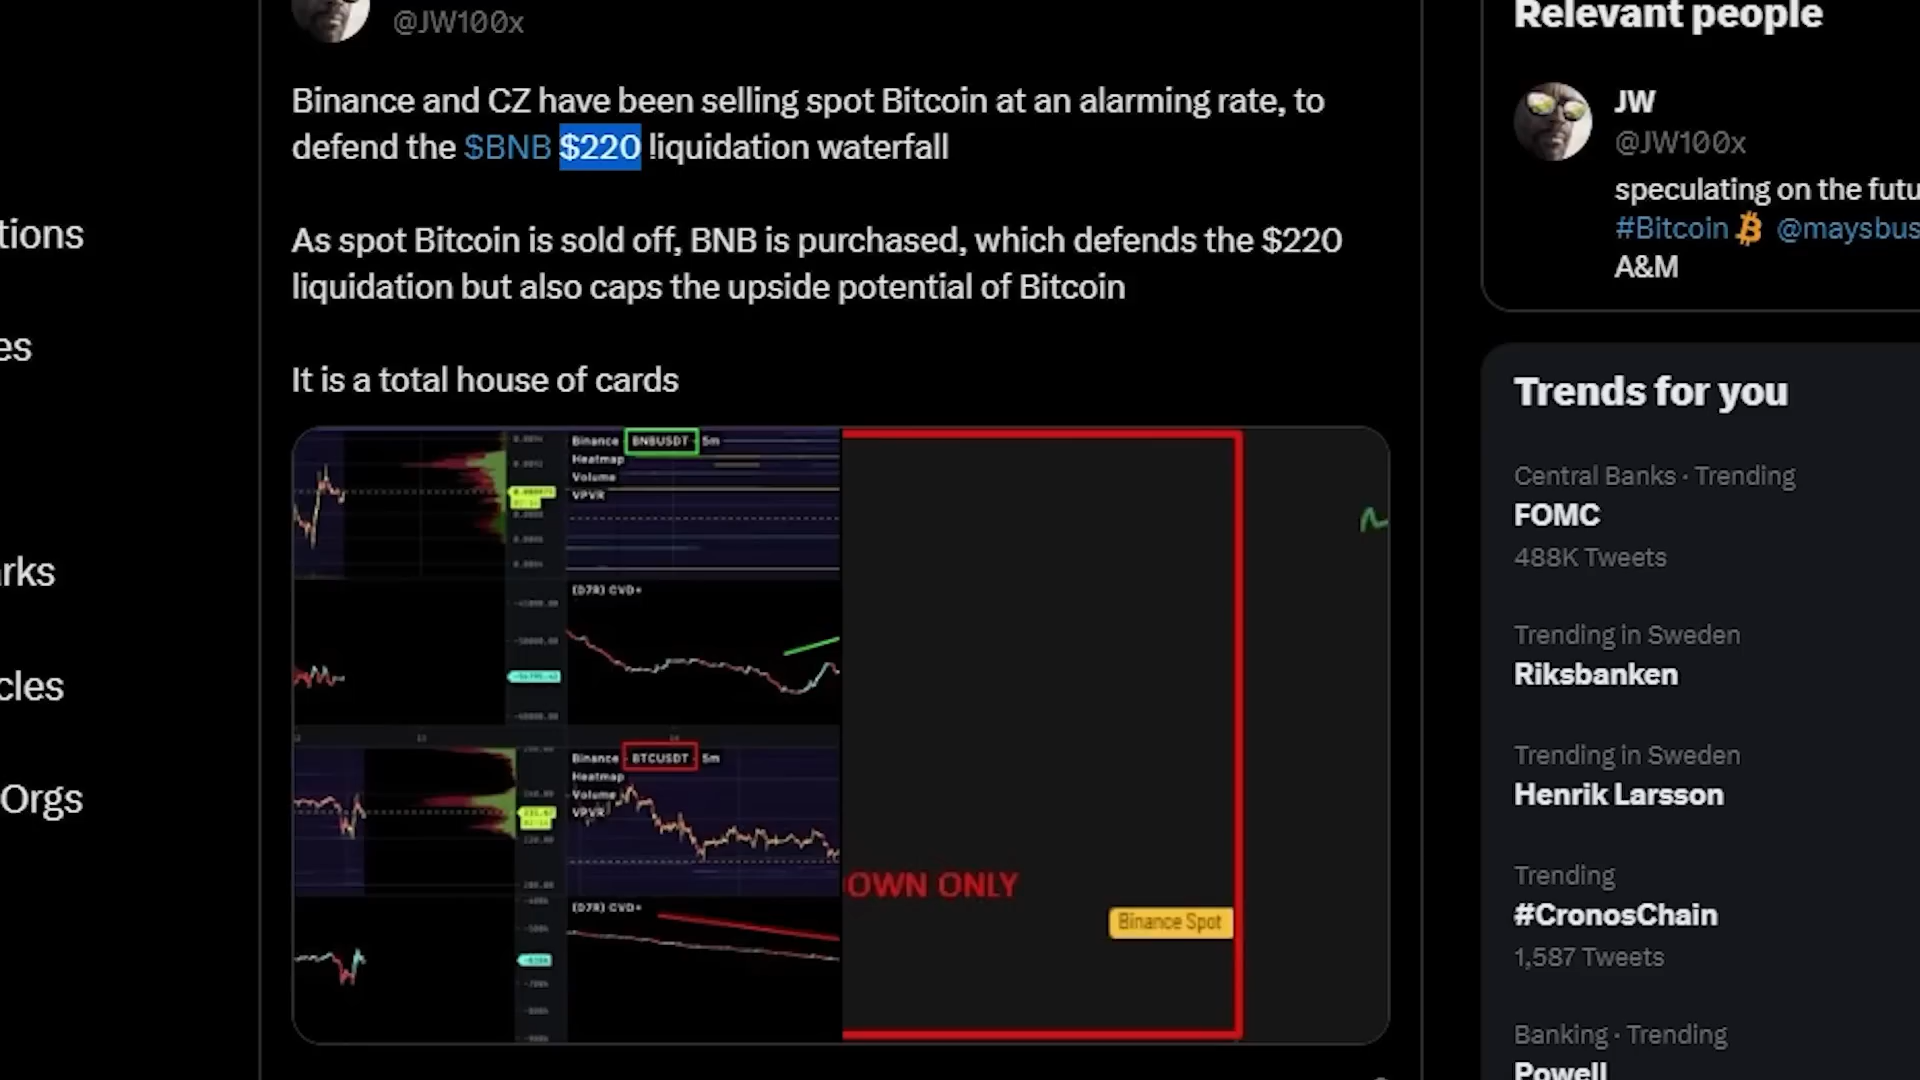 @JW100x
Binance and CZ have been selling spot Bitcoin at an alarming rate, to
defend the $BNB $220 liquidation waterfall
As spot Bitcoin is sold off, BNB is purchased, which defends the $220
liquidation but also caps the upside potential of Bitcoin
It is a total house of cards
Binance BNBUSDT 5m
Heatmap
Volume
VPVR
(D7R) CVD+
Binance BTCUSDT 5m
Heatmap
Volume
VPVR
(D7R) CVD+
OWN ONLY
Binance Spot
tions
es
rks
cles
Orgs
Relevant people
JW
@JW100x
speculating on the futu
#Bitcoin @maysbus
A&M
Trends for you
Central Banks · Trending
FOMC
488K Tweets
Trending in Sweden
Riksbanken
Trending in Sweden
Henrik Larsson
Trending
#CronosChain
1,587 Tweets
Banking · Trending
Powell